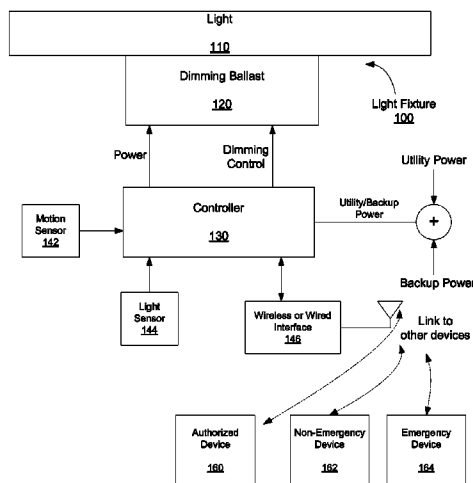 Light
110
Dimming Ballast
120
Light Fixture
100
Power
Dimming
Control
Utility Power
Controller
130
Utility/Backup
Power
+
Motion
Sensor
142
Backup Power
Light
Sensor
144
Wireless or Wired
Interface
146
Link to
other devices
Authorized
Device
160
Non-Emergency
Device
162
Emergency
Device
164